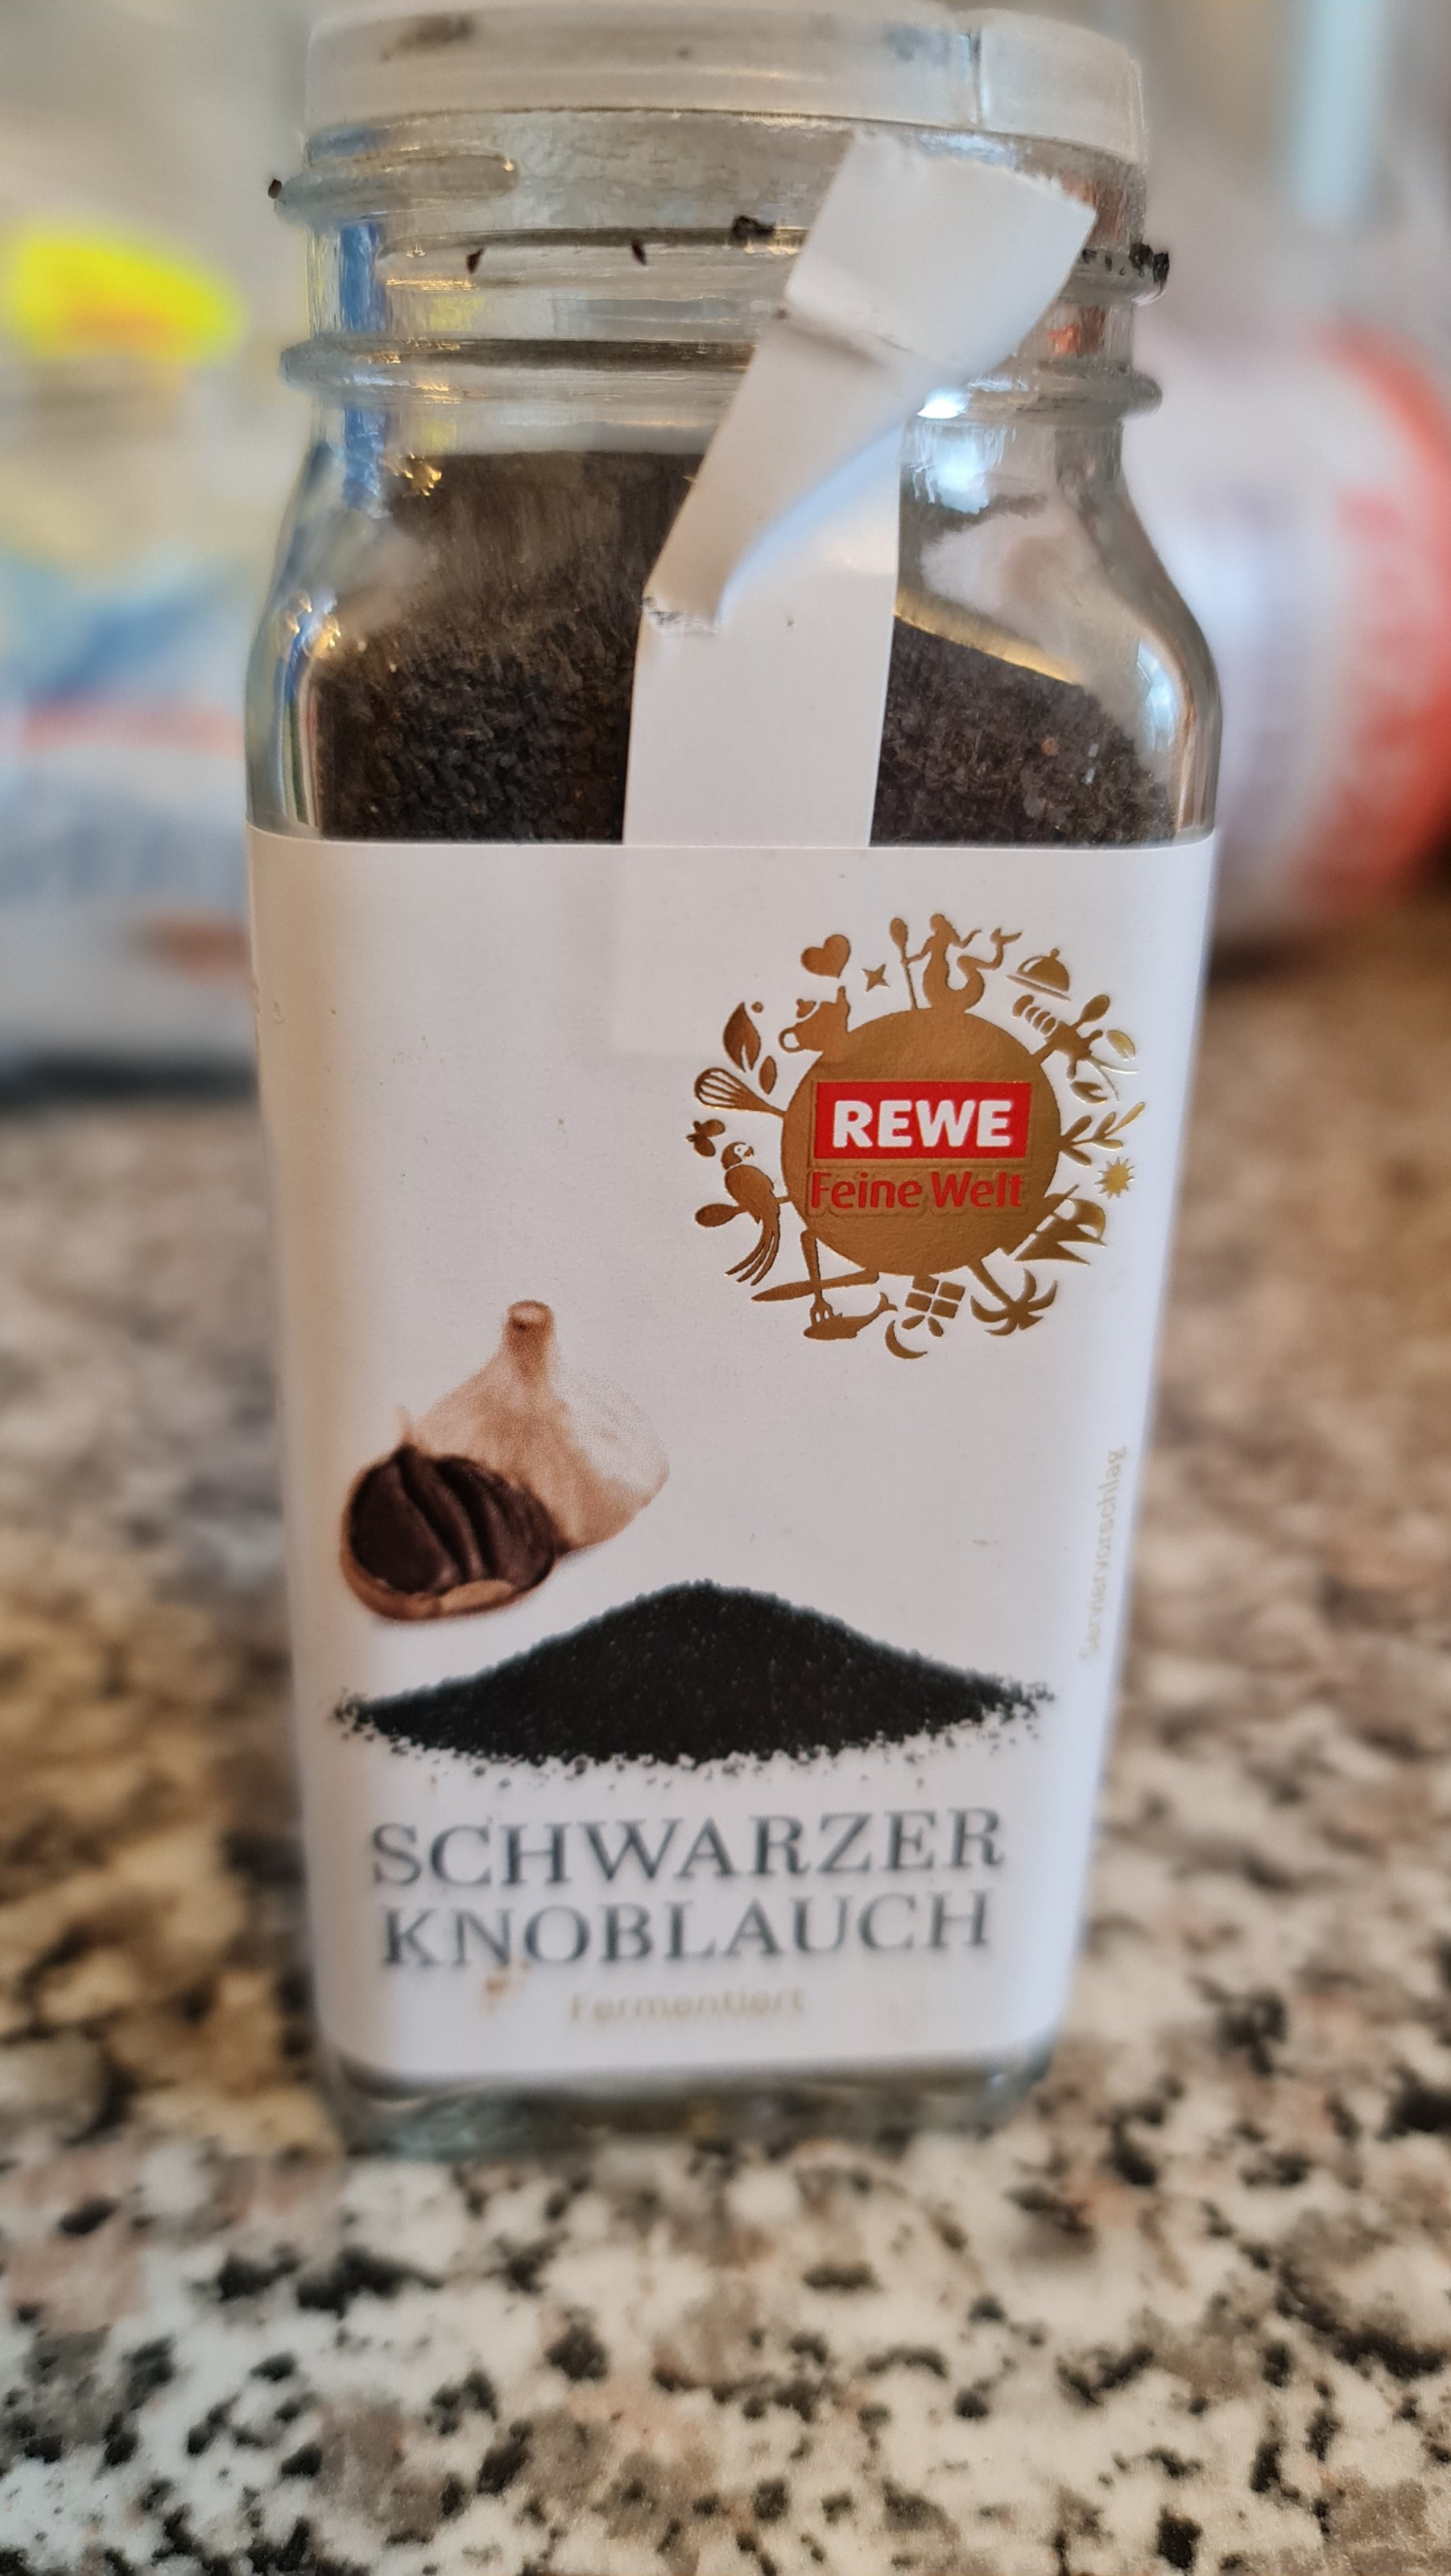 REWE
Feine Welt
Serviervorschlag
SCHWARZER
KNOBLAUCH
Fermentiert